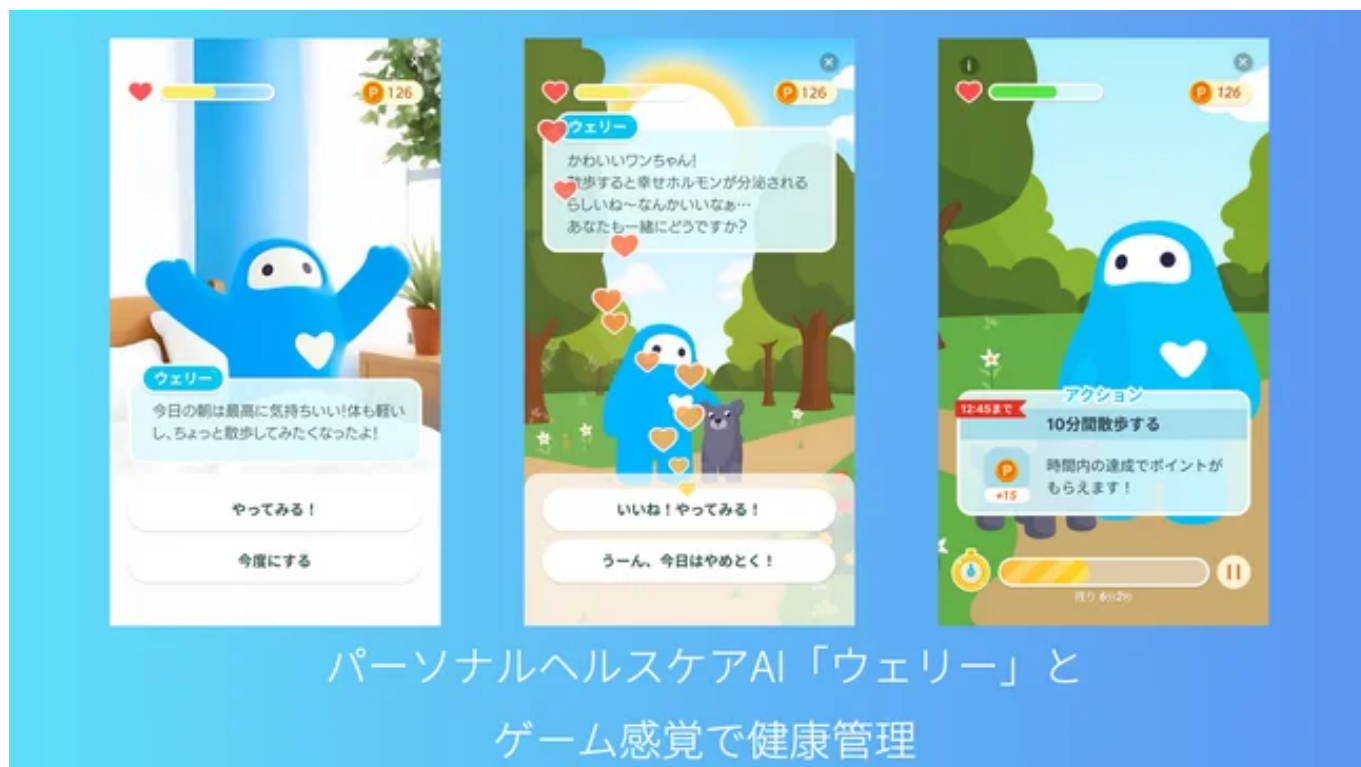 P 126
ウェリー
今日の朝は最高に気持ちいい!体も軽い
し、ちょっと散歩してみたくなったよ!
やってみる!
今度にする
P 126
ウェリー
かわいいワンちゃん!
散歩すると幸せホルモンが分泌される
らしいね〜なんかいいなぁ…
あなたも一緒にどうですか?
いいね!やってみる!
うーん、今日はやめとく!
i
P 126
アクション
12:45まで
10分間散歩する
P
+15
時間内の達成でポイントが
もらえます!
残り 6分2秒
パーソナルヘルスケアAI「ウェリー」と
ゲーム感覚で健康管理